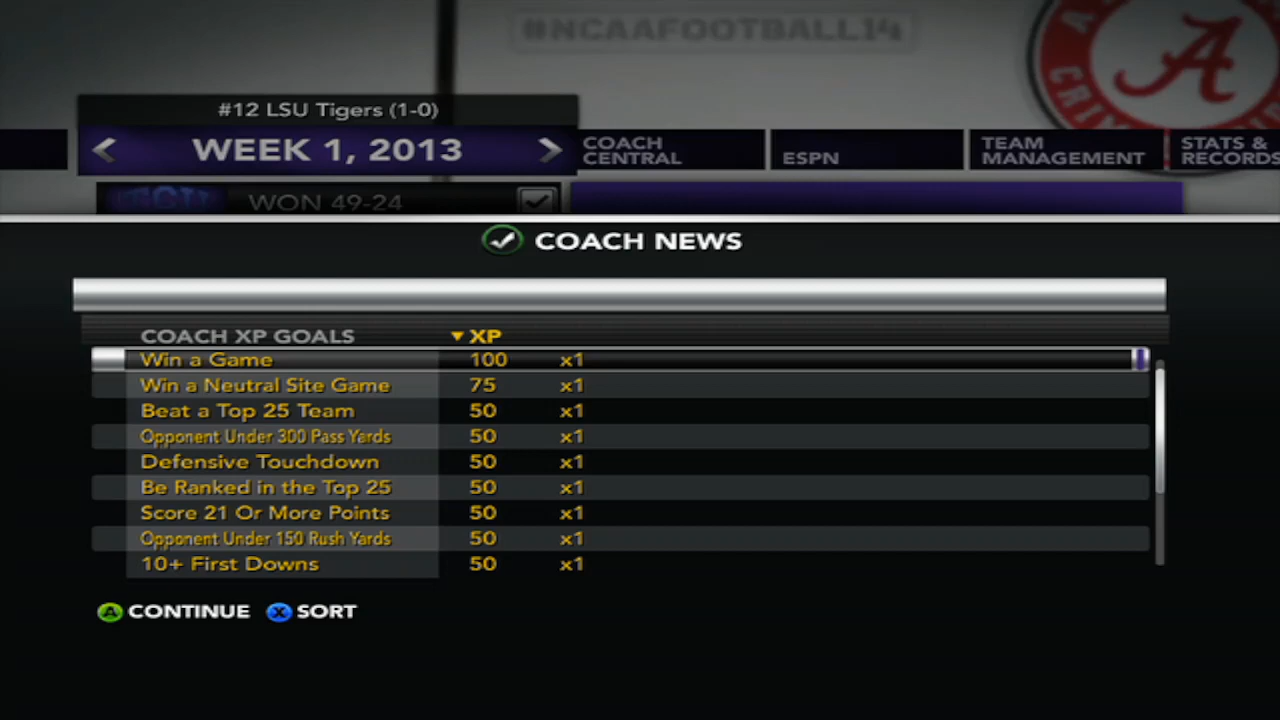 #NCAAFOOTBALL14
A
#12 LSU Tigers (1-0)
WEEK 1, 2013
COACH CENTRAL
ESPN
TEAM MANAGEMENT
STATS & RECORDS
TCU WON 49-24
COACH NEWS
COACH XP GOALS XP
Win a Game 100 x1
Win a Neutral Site Game 75 x1
Beat a Top 25 Team 50 x1
Opponent Under 300 Pass Yards 50 x1
Defensive Touchdown 50 x1
Be Ranked in the Top 25 50 x1
Score 21 Or More Points 50 x1
Opponent Under 150 Rush Yards 50 x1
10+ First Downs 50 x1
A CONTINUE X SORT